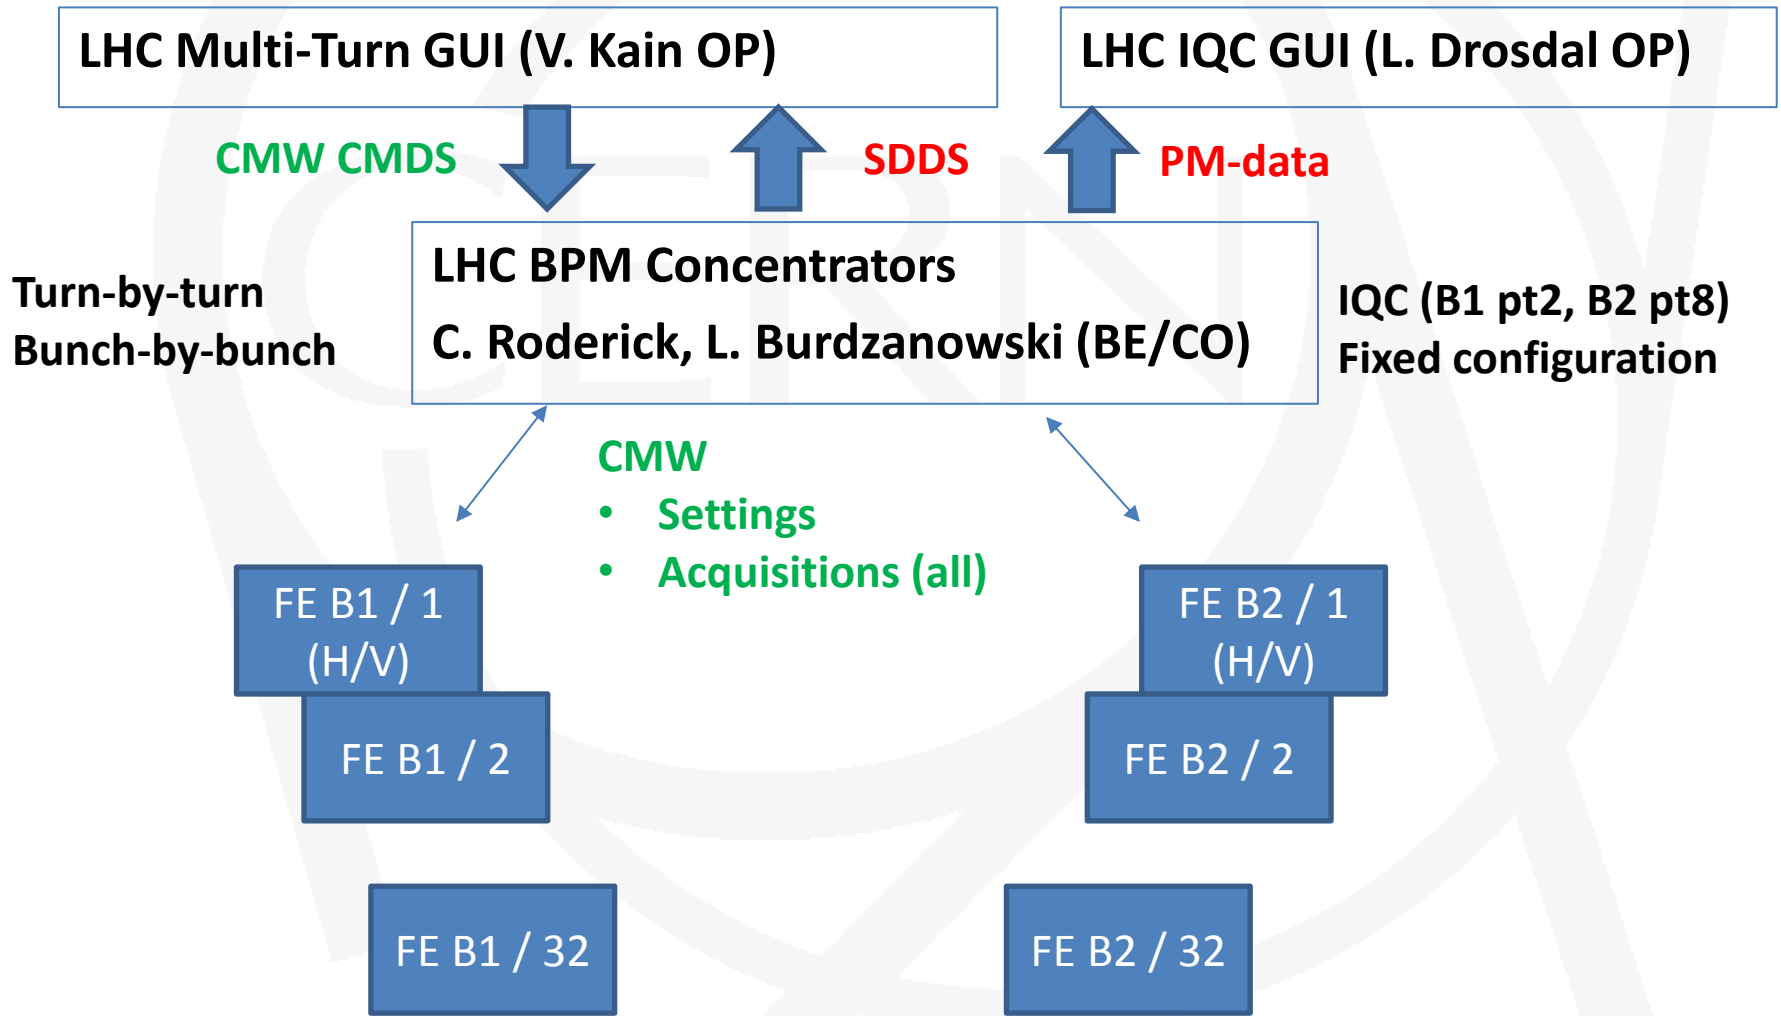 LHC Multi-Turn GUI (V. Kain OP)
LHC IQC GUI (L. Drosdal OP)
CMW CMDS
SDDS
PM-data
LHC BPM Concentrators
C. Roderick, L. Burdzanowski (BE/CO)
Turn-by-turn
Bunch-by-bunch
IQC (B1 pt2, B2 pt8)
Fixed configuration
CMW
• Settings
• Acquisitions (all)
FE B1 / 1
(H/V)
FE B1 / 2
FE B1 / 32
FE B2 / 1
(H/V)
FE B2 / 2
FE B2 / 32
CERN